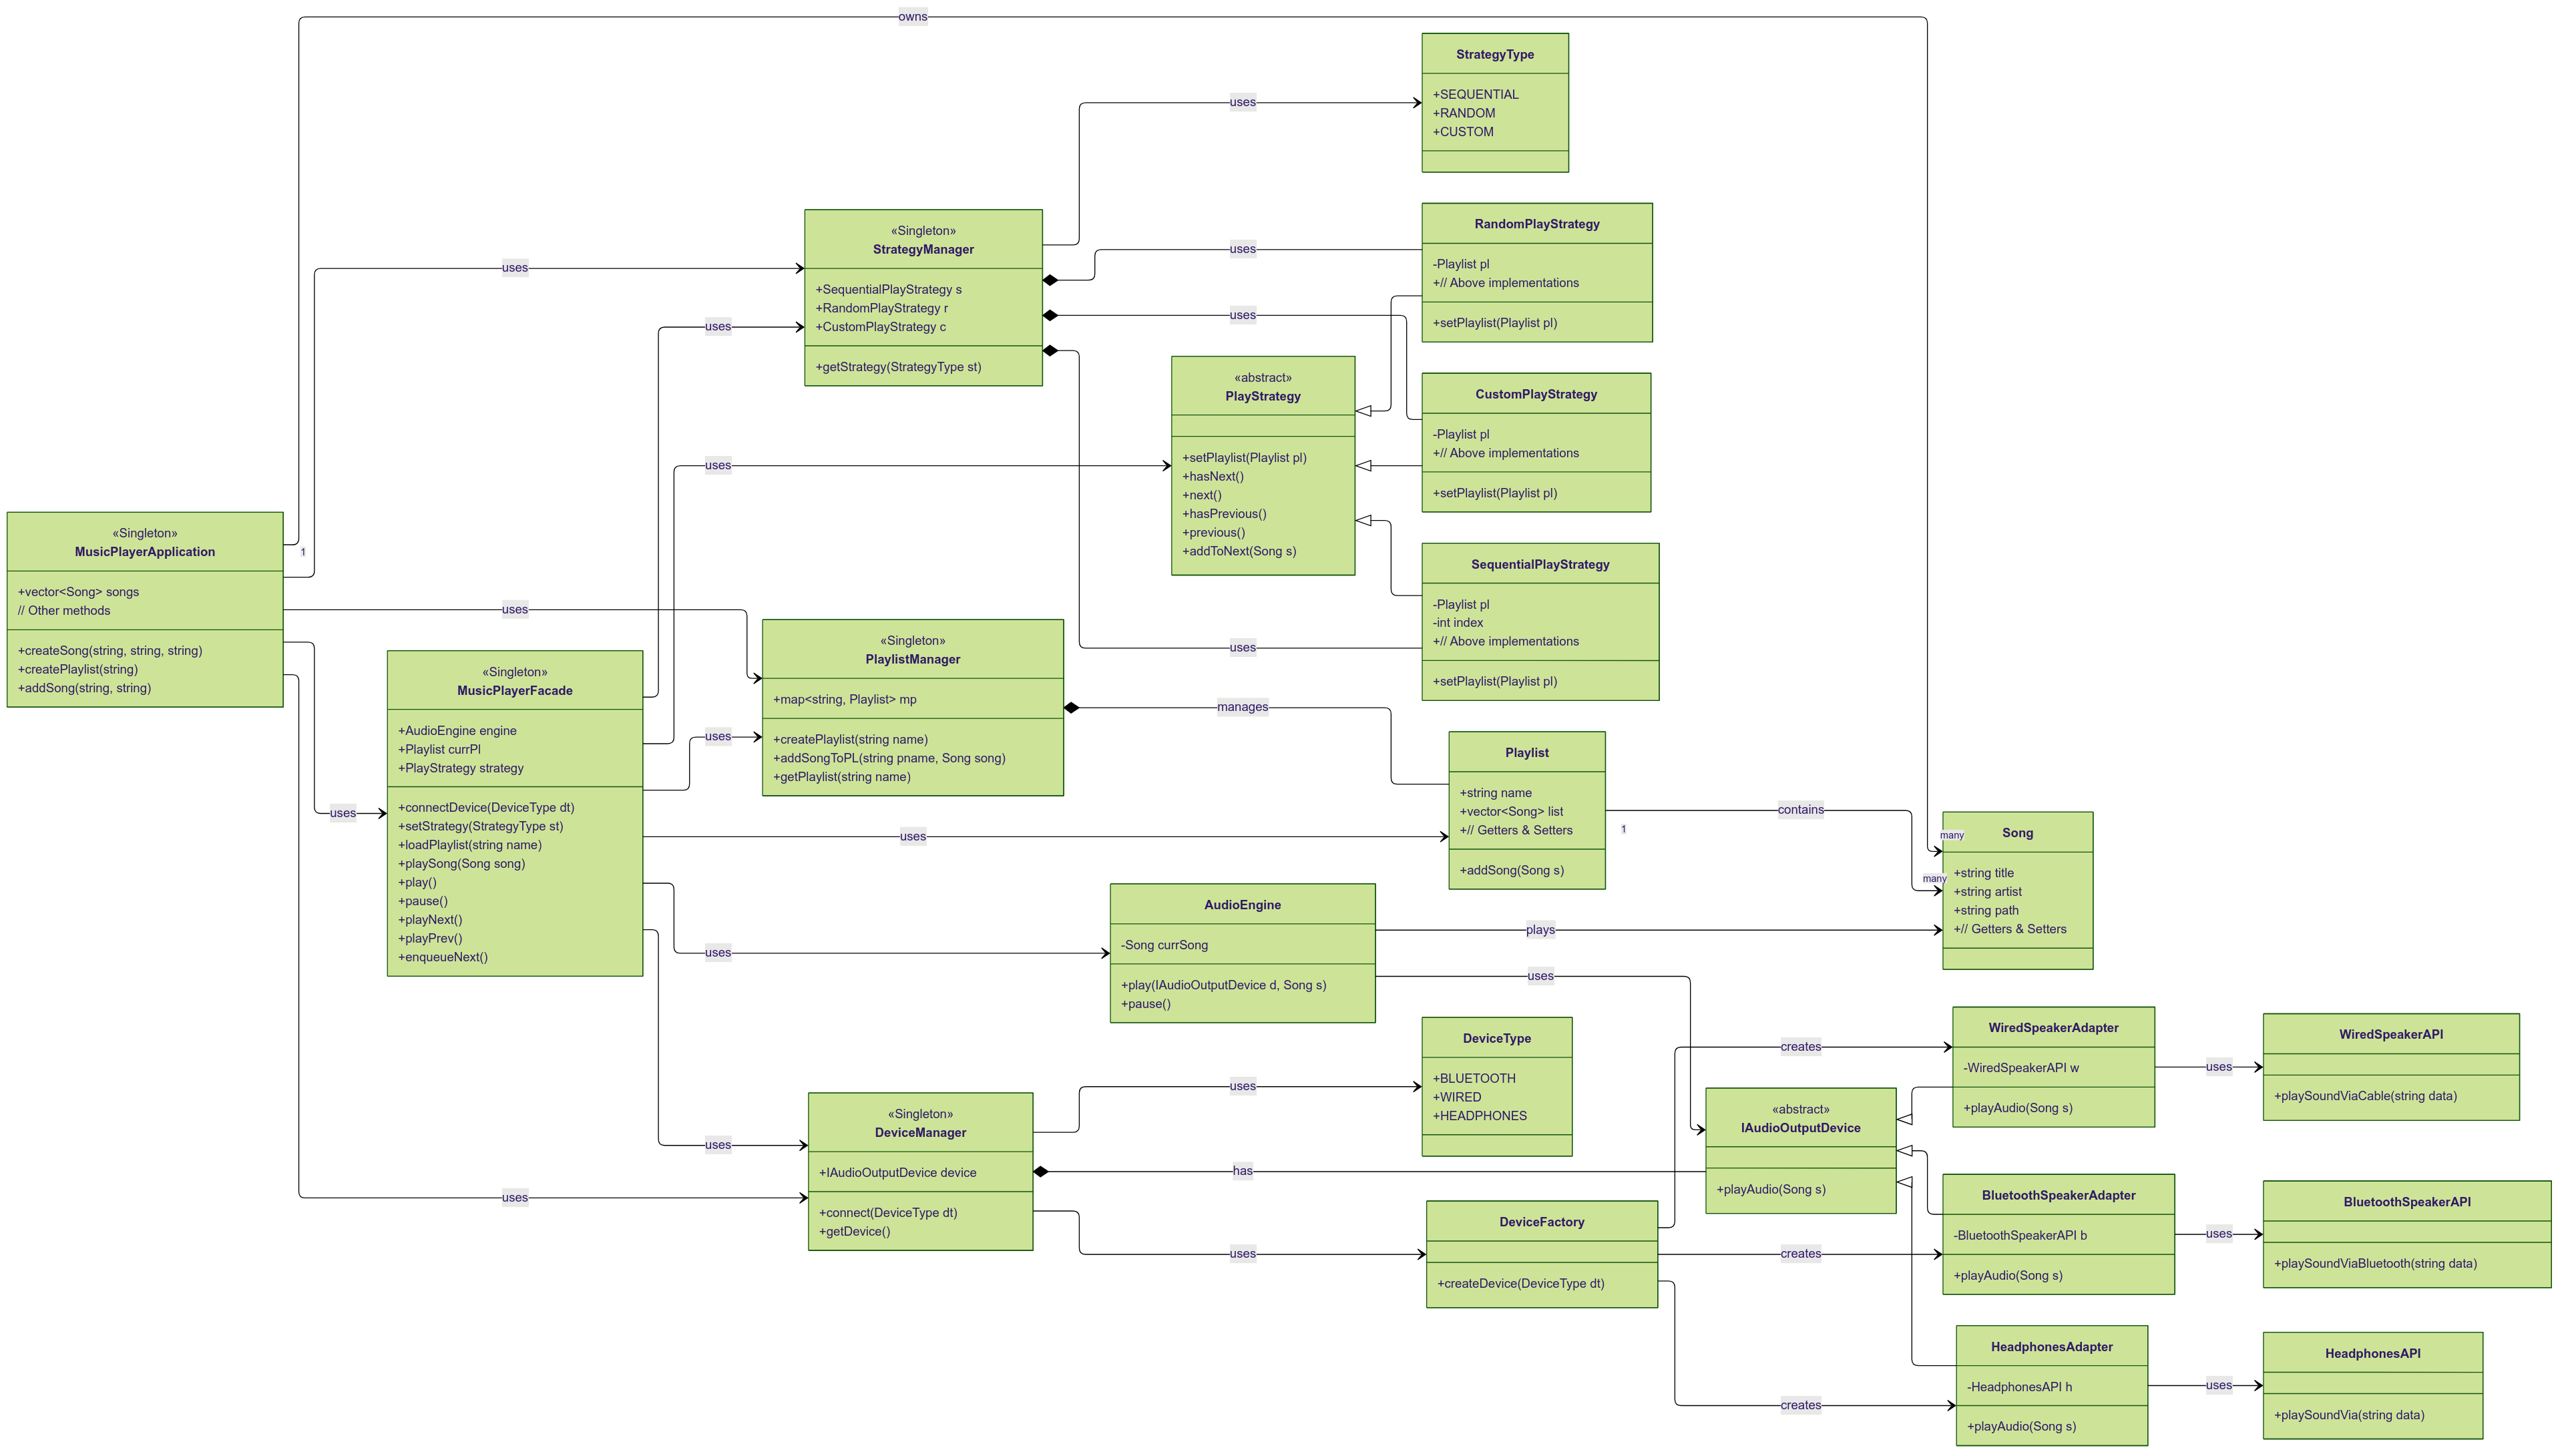 owns
StrategyType
+SEQUENTIAL
+RANDOM
+CUSTOM
uses
«Singleton»
StrategyManager
+SequentialPlayStrategy s
+RandomPlayStrategy r
+CustomPlayStrategy c
+getStrategy(StrategyType st)
uses
uses
uses
uses
uses
uses
RandomPlayStrategy
-Playlist pl
+// Above implementations
+setPlaylist(Playlist pl)
«abstract»
PlayStrategy
+setPlaylist(Playlist pl)
+hasNext()
+next()
+hasPrevious()
+previous()
+addToNext(Song s)
CustomPlayStrategy
-Playlist pl
+// Above implementations
+setPlaylist(Playlist pl)
SequentialPlayStrategy
-Playlist pl
-int index
+// Above implementations
+setPlaylist(Playlist pl)
«Singleton»
MusicPlayerApplication
+vector<Song> songs
// Other methods
+createSong(string, string, string)
+createPlaylist(string)
+addSong(string, string)
1
uses
uses
uses
«Singleton»
MusicPlayerFacade
+AudioEngine engine
+Playlist currPl
+PlayStrategy strategy
+connectDevice(DeviceType dt)
+setStrategy(StrategyType st)
+loadPlaylist(string name)
+playSong(Song song)
+play()
+pause()
+playNext()
+playPrev()
+enqueueNext()
uses
uses
uses
uses
«Singleton»
PlaylistManager
+map<string, Playlist> mp
+createPlaylist(string name)
+addSongToPL(string pname, Song song)
+getPlaylist(string name)
manages
Playlist
+string name
+vector<Song> list
+// Getters & Setters
+addSong(Song s)
1
contains
many
many
Song
+string title
+string artist
+string path
+// Getters & Setters
AudioEngine
-Song currSong
+play(IAudioOutputDevice d, Song s)
+pause()
plays
uses
DeviceType
+BLUETOOTH
+WIRED
+HEADPHONES
«Singleton»
DeviceManager
+IAudioOutputDevice device
+connect(DeviceType dt)
+getDevice()
uses
has
uses
DeviceFactory
+createDevice(DeviceType dt)
creates
creates
creates
«abstract»
IAudioOutputDevice
+playAudio(Song s)
WiredSpeakerAdapter
-WiredSpeakerAPI w
+playAudio(Song s)
uses
WiredSpeakerAPI
+playSoundViaCable(string data)
BluetoothSpeakerAdapter
-BluetoothSpeakerAPI b
+playAudio(Song s)
uses
BluetoothSpeakerAPI
+playSoundViaBluetooth(string data)
HeadphonesAdapter
-HeadphonesAPI h
+playAudio(Song s)
uses
HeadphonesAPI
+playSoundVia(string data)